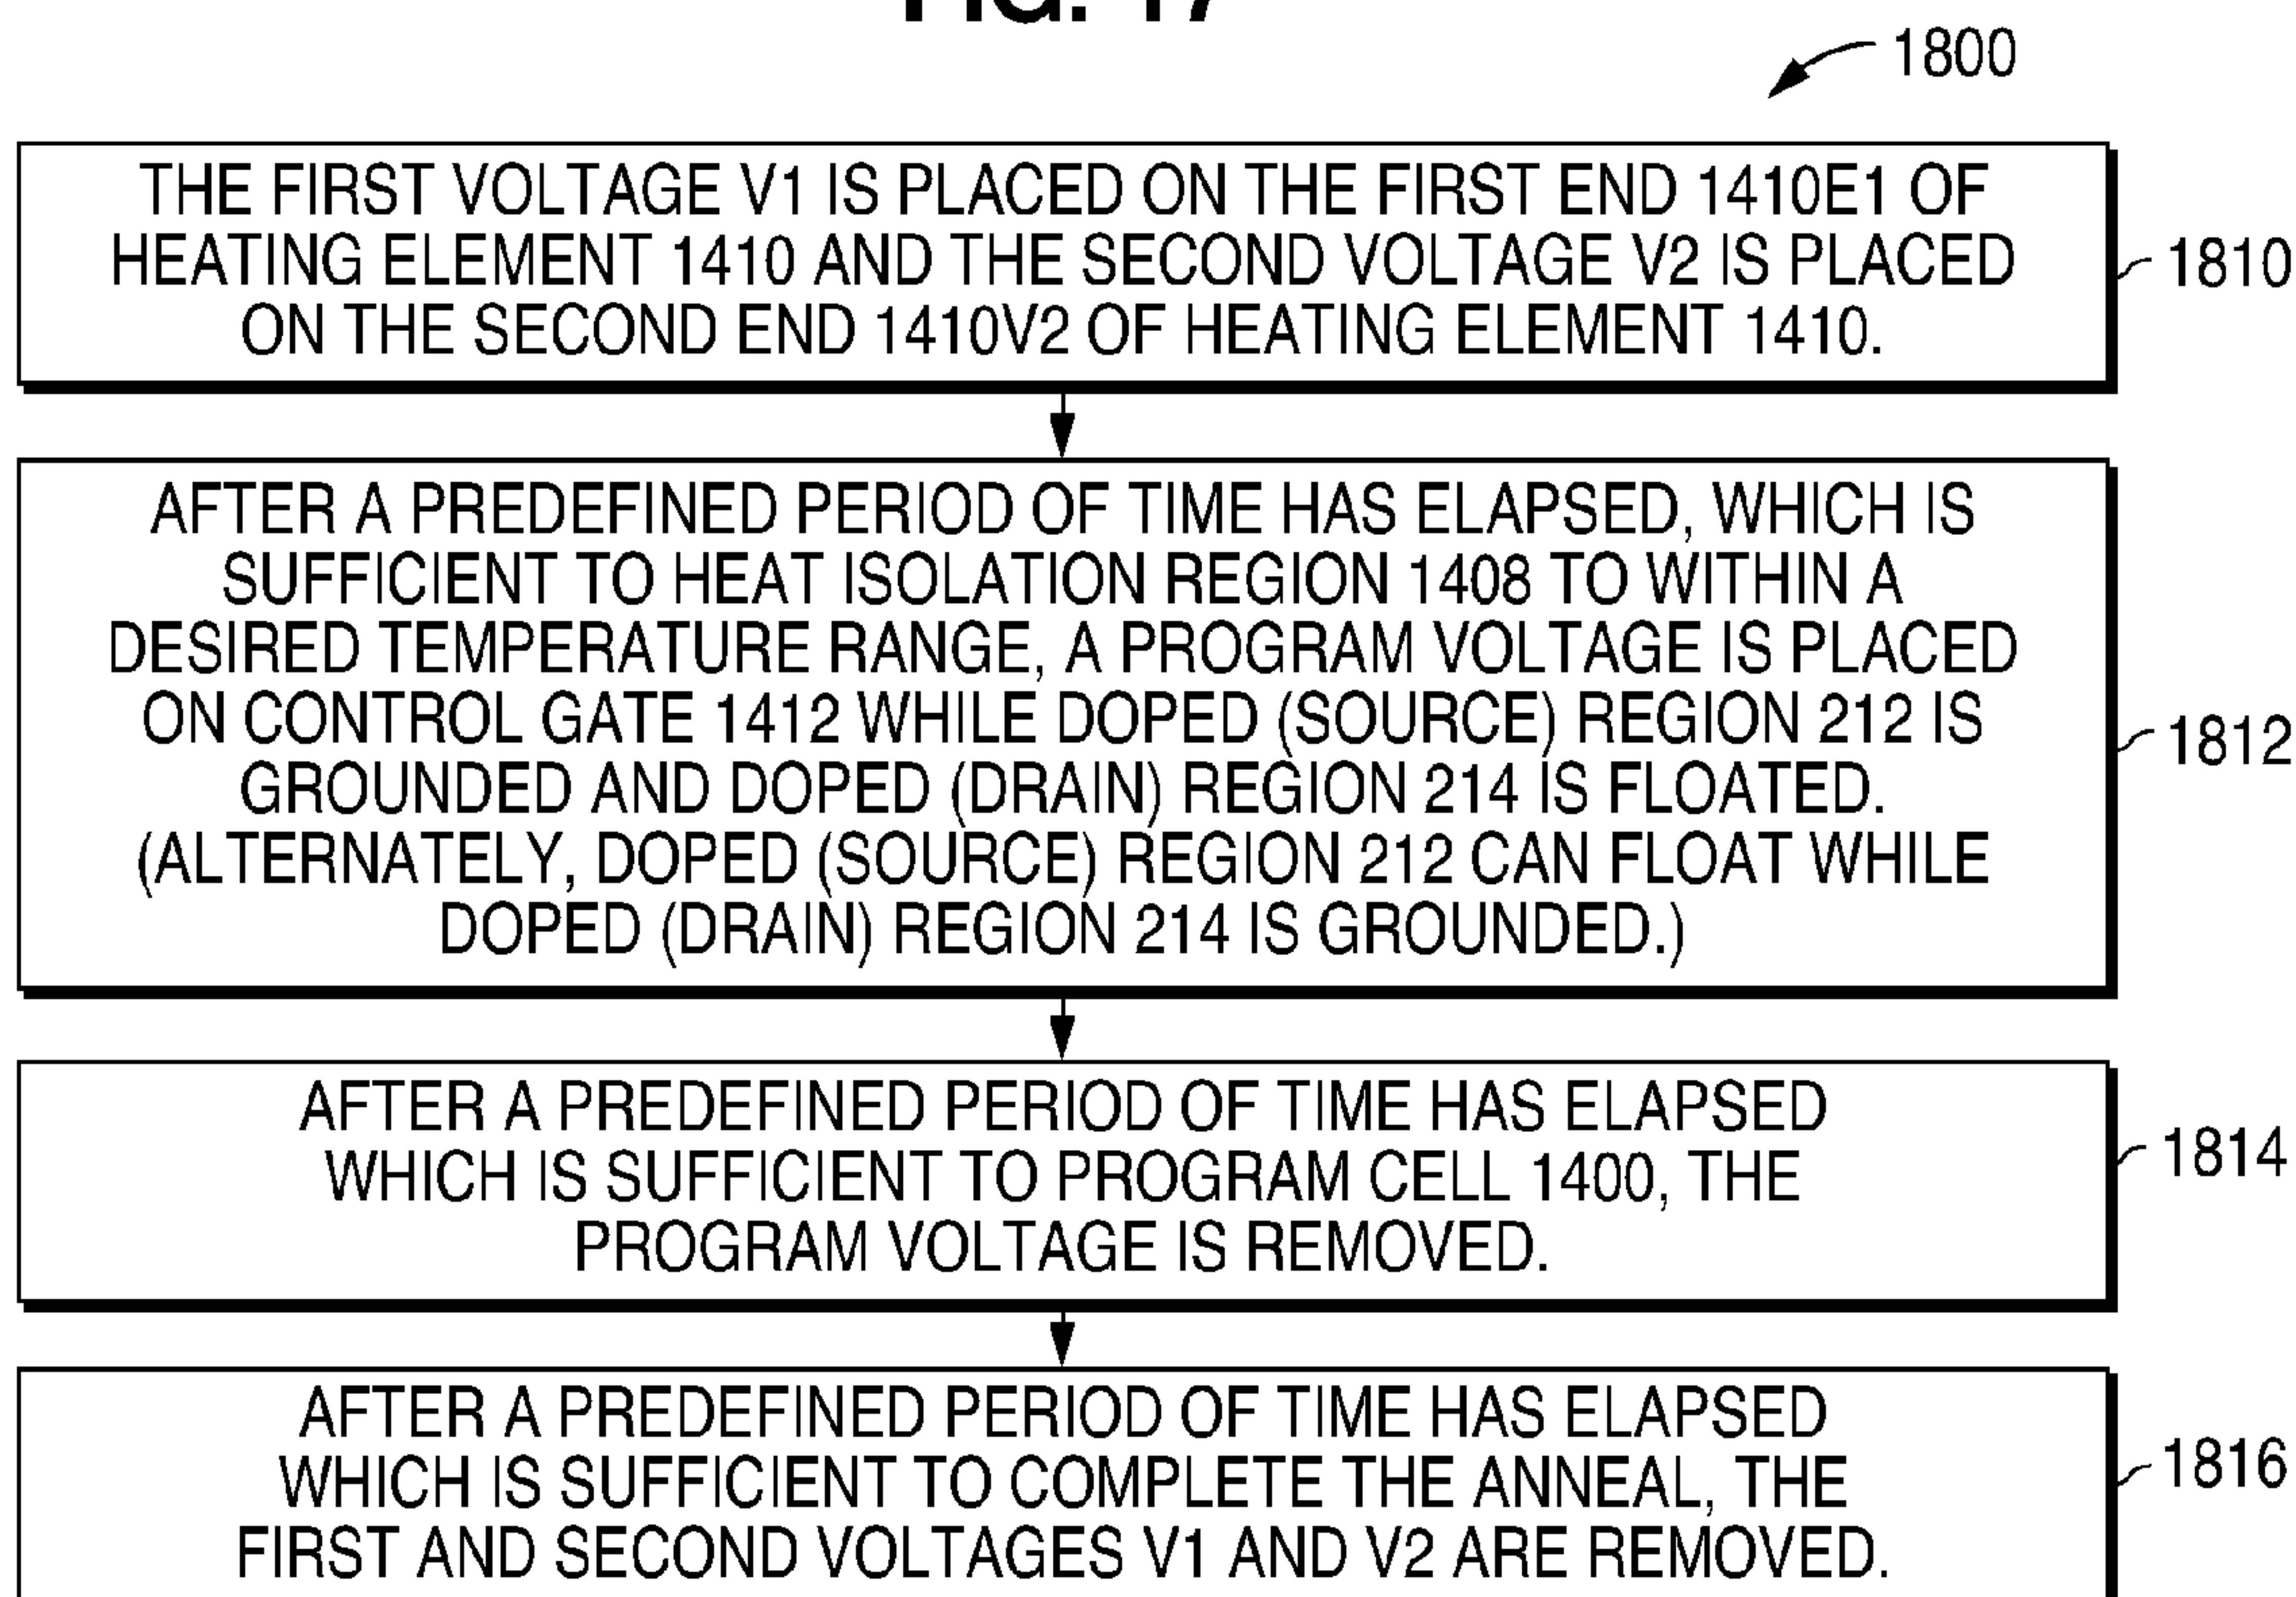 FIG. 17
1800
THE FIRST VOLTAGE V1 IS PLACED ON THE FIRST END 1410E1 OF
HEATING ELEMENT 1410 AND THE SECOND VOLTAGE V2 IS PLACED
ON THE SECOND END 1410V2 OF HEATING ELEMENT 1410.
1810
AFTER A PREDEFINED PERIOD OF TIME HAS ELAPSED, WHICH IS
SUFFICIENT TO HEAT ISOLATION REGION 1408 TO WITHIN A
DESIRED TEMPERATURE RANGE, A PROGRAM VOLTAGE IS PLACED
ON CONTROL GATE 1412 WHILE DOPED (SOURCE) REGION 212 IS
GROUNDED AND DOPED (DRAIN) REGION 214 IS FLOATED.
(ALTERNATELY, DOPED (SOURCE) REGION 212 CAN FLOAT WHILE
DOPED (DRAIN) REGION 214 IS GROUNDED.)
1812
AFTER A PREDEFINED PERIOD OF TIME HAS ELAPSED
WHICH IS SUFFICIENT TO PROGRAM CELL 1400, THE
PROGRAM VOLTAGE IS REMOVED.
1814
AFTER A PREDEFINED PERIOD OF TIME HAS ELAPSED
WHICH IS SUFFICIENT TO COMPLETE THE ANNEAL, THE
FIRST AND SECOND VOLTAGES V1 AND V2 ARE REMOVED.
1816